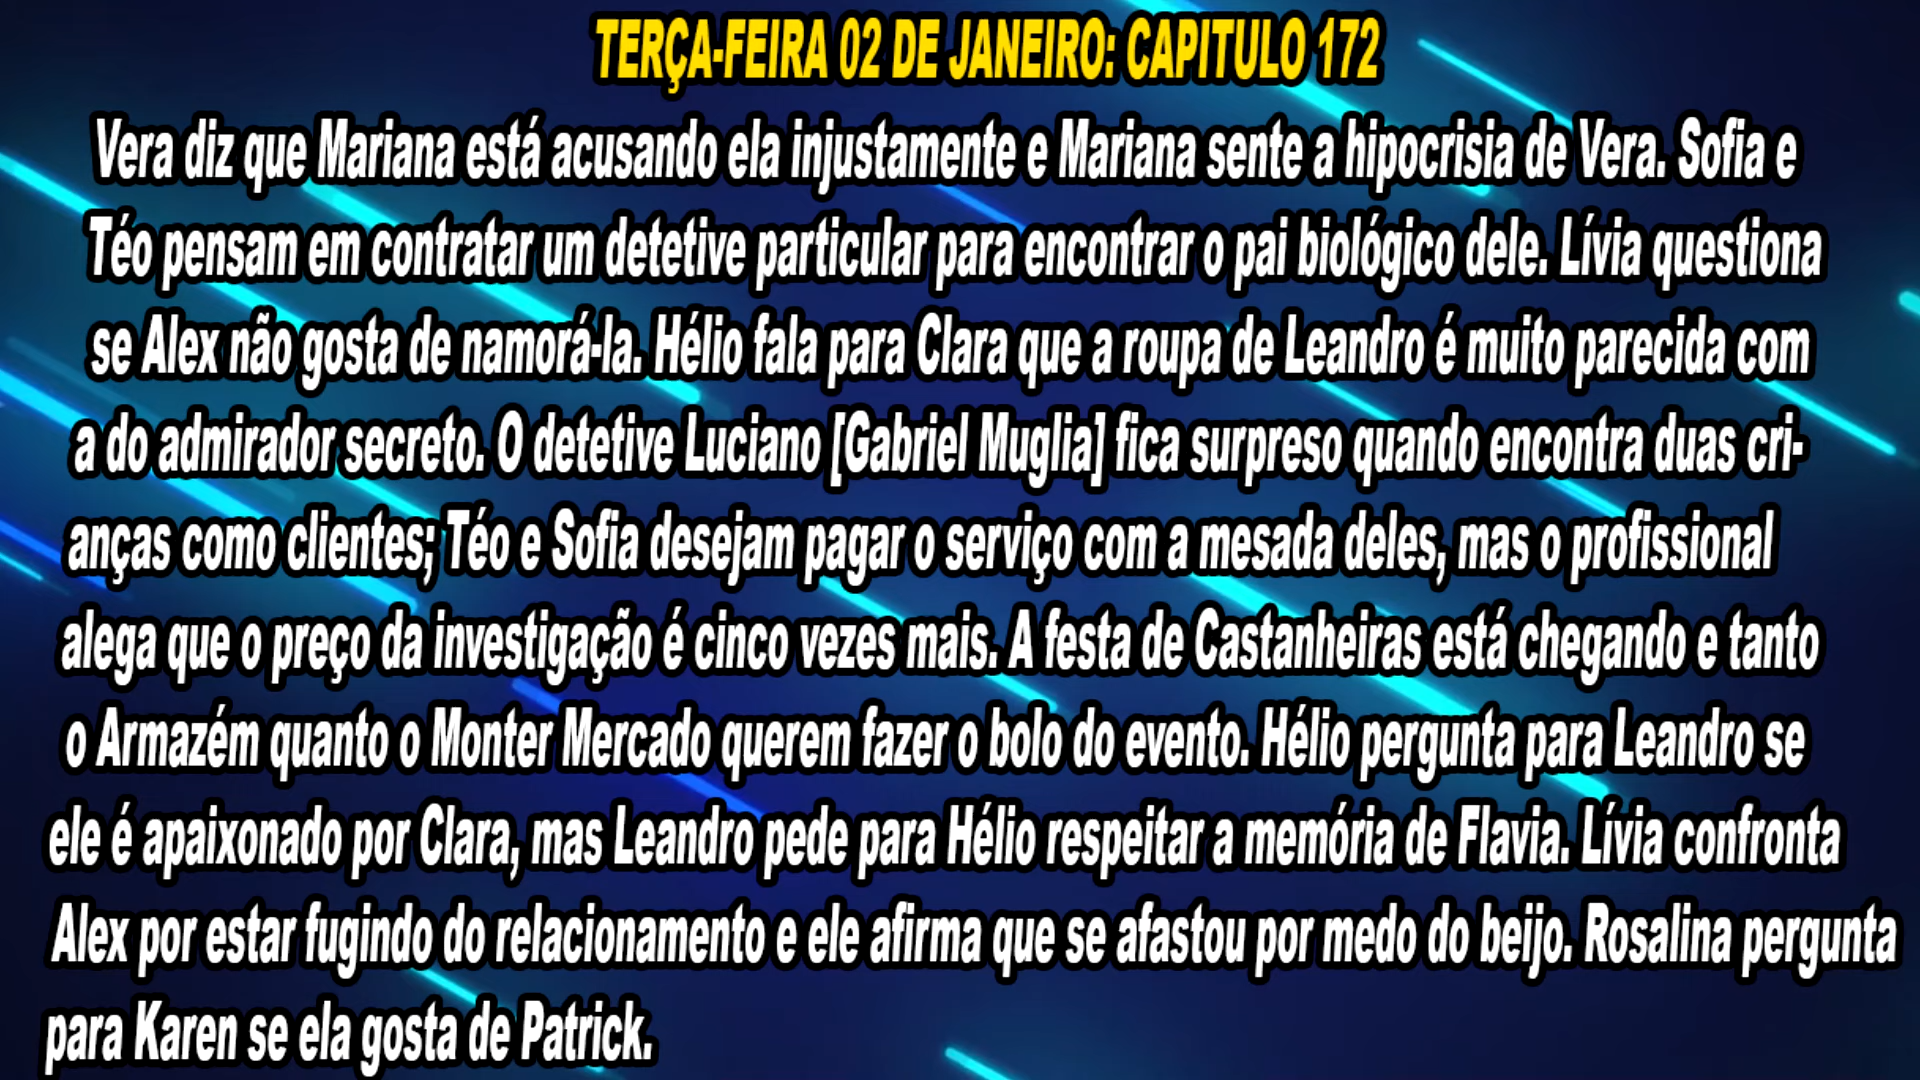 TERÇA-FEIRA 02 DE JANEIRO: CAPITULO 172
Vera diz que Mariana está acusando ela injustamente e Mariana sente a hipocrisia de Vera. Sofia e
Téo pensam em contratar um detetive particular para encontrar o pai biológico dele. Lívia questiona
se Alex não gosta de namorá-la. Hélio fala para Clara que a roupa de Leandro é muito parecida com
a do admirador secreto. O detetive Luciano [Gabriel Muglia] fica surpreso quando encontra duas cri-
anças como clientes; Téo e Sofia desejam pagar o serviço com a mesada deles, mas o profissional
alega que o preço da investigação é cinco vezes mais. A festa de Castanheiras está chegando e tanto
o Armazém quanto o Monter Mercado querem fazer o bolo do evento. Hélio pergunta para Leandro se
ele é apaixonado por Clara, mas Leandro pede para Hélio respeitar a memória de Flavia. Lívia confronta
Alex por estar fugindo do relacionamento e ele afirma que se afastou por medo do beijo. Rosalina pergunta
para Karen se ela gosta de Patrick.